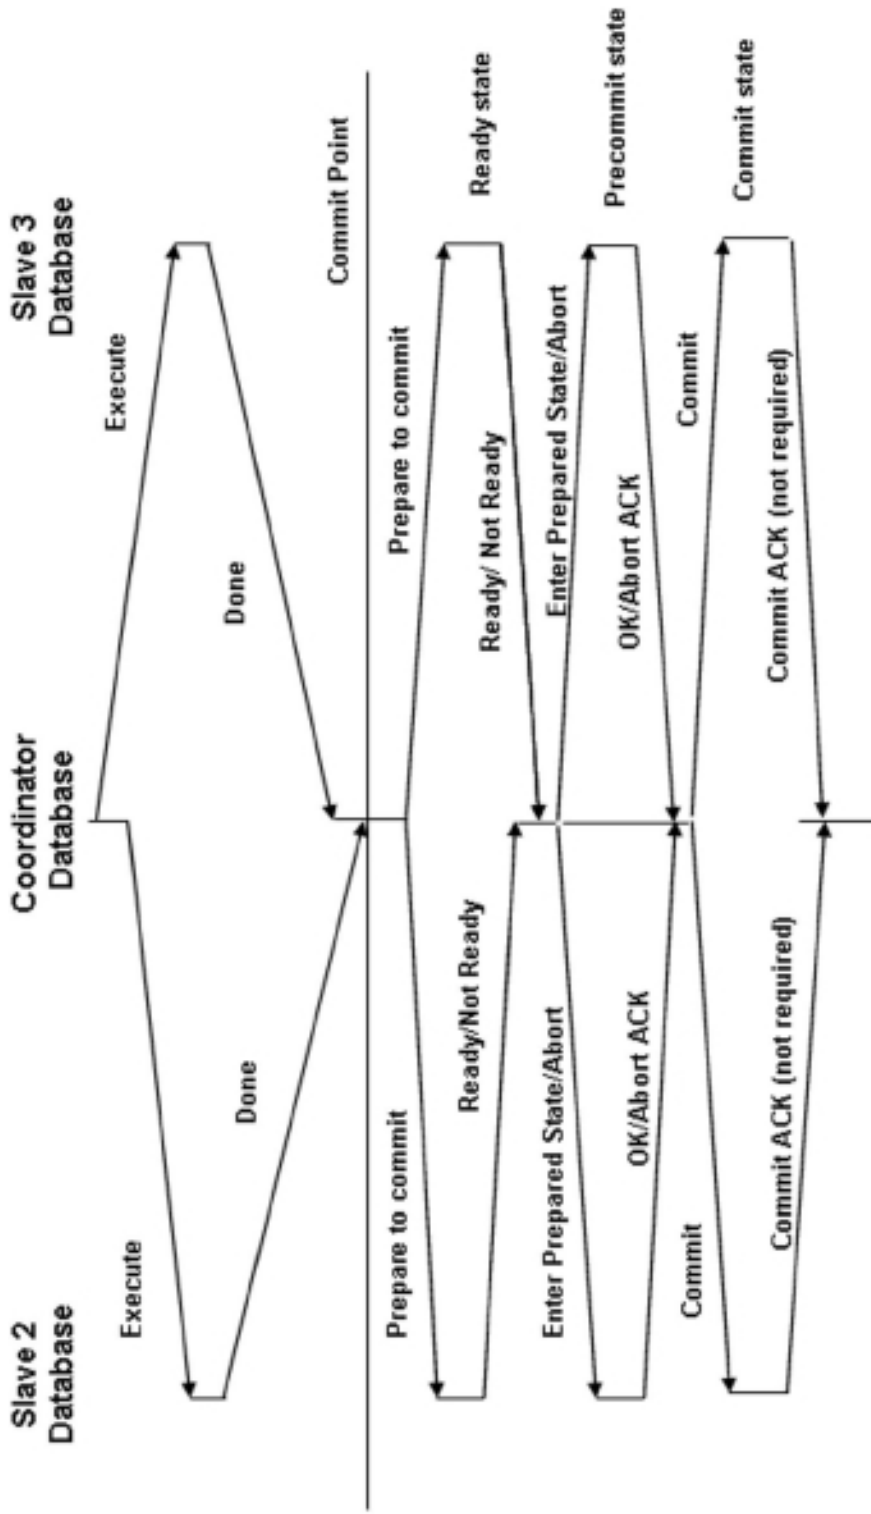 Slave 2
Database
Coordinator
Database
Slave 3
Database
Execute
Execute
Done
Done
Commit Point
Prepare to commit
Prepare to commit
Ready state
Ready/Not Ready
Ready/ Not Ready
Enter Prepared State/Abort
Enter Prepared State/Abort
Precommit state
OK/Abort ACK
OK/Abort ACK
Commit
Commit
Commit state
Commit ACK (not required)
Commit ACK (not required)